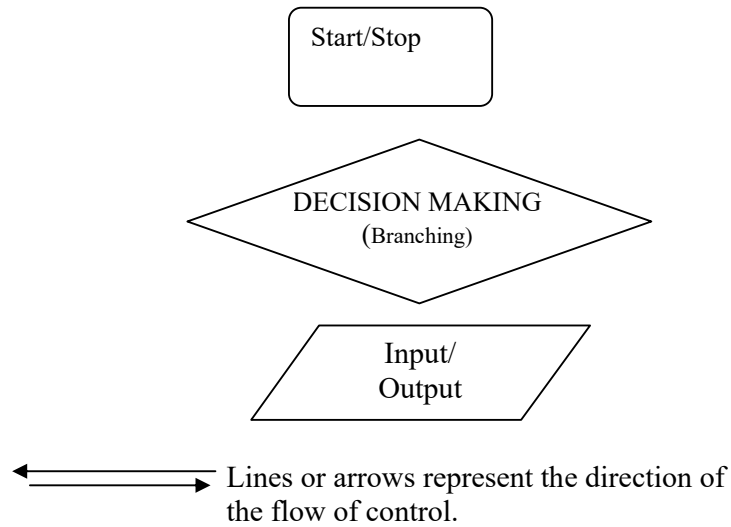 Start/Stop
DECISION MAKING
(Branching)
Input/
Output
Lines or arrows represent the direction of
the flow of control.